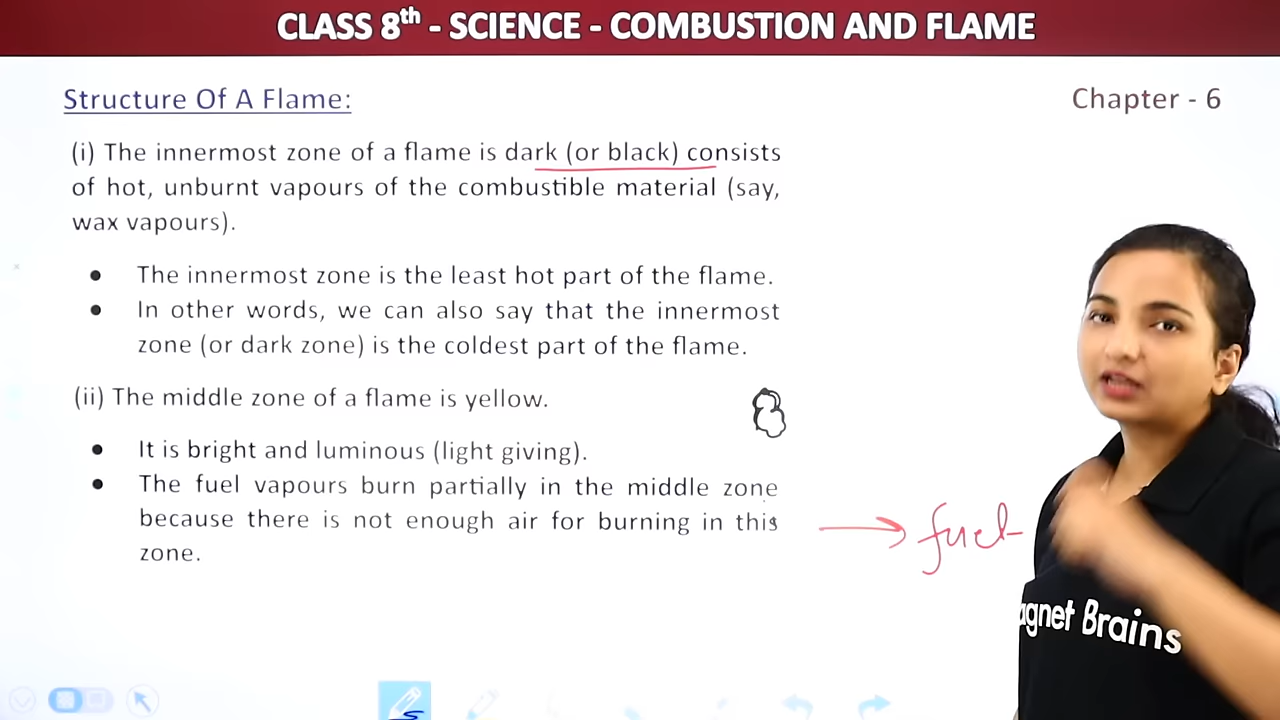 CLASS 8th - SCIENCE - COMBUSTION AND FLAME
Structure Of A Flame:
Chapter - 6
(i) The innermost zone of a flame is dark (or black) consists
of hot, unburnt vapours of the combustible material (say,
wax vapours).
● The innermost zone is the least hot part of the flame.
● In other words, we can also say that the innermost
zone (or dark zone) is the coldest part of the flame.
(ii) The middle zone of a flame is yellow.
● It is bright and luminous (light giving).
● The fuel vapours burn partially in the middle zone
because there is not enough air for burning in this
zone.
fuel
agnet Brains